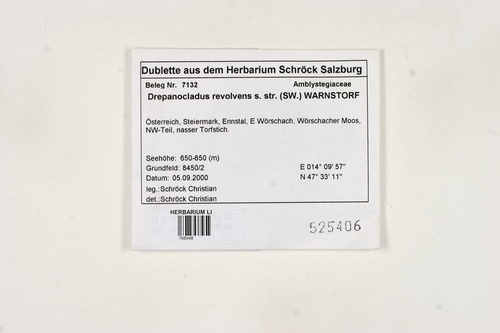 Dublette aus dem Herbarium Schröck Salzburg
Beleg Nr. 7132 Amblystegiaceae
Drepanocladus revolvens s. str. (SW.) WARNSTORF
Österreich, Steiermark, Ennstal, E Wörschach, Wörschacher Moos,
NW-Teil, nasser Torfstich.
Seehöhe: 650-650 (m)
Grundfeld: 8450/2 E 014° 09' 57"
Datum: 05.09.2000 N 47° 33' 11"
leg.:Schröck Christian
det.:Schröck Christian
HERBARIUM LI
768948
525406